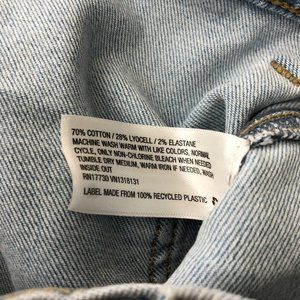 70% COTTON / 28% LYOCELL / 2% ELASTANE
MACHINE WASH WARM WITH LIKE COLORS, NORMAL
CYCLE, ONLY NON-CHLORINE BLEACH WHEN NEEDED
TUMBLE DRY MEDIUM, WARM IRON IF NEEDED, WASH
INSIDE OUT
RN17730 VN1318131
LABEL MADE FROM 100% RECYCLED PLASTIC